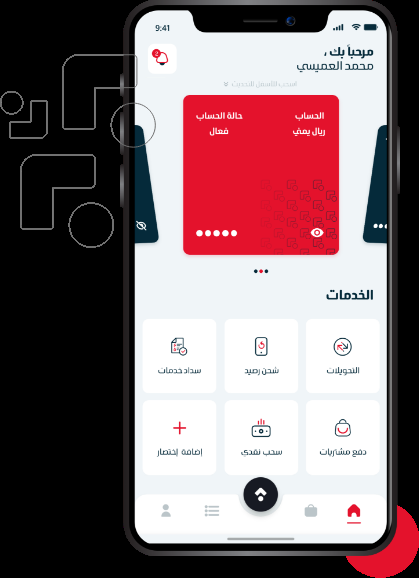 9:41
2
مرحباً بك ،
محمد العميسي
اسحب للأسفل للتحديث
الحساب
حالة الحساب
ريال يمني
فعال
الخدمات
التحويلات
شحن رصيد
سداد خدمات
دفع مشتريات
سحب نقدي
إضافة إختصار